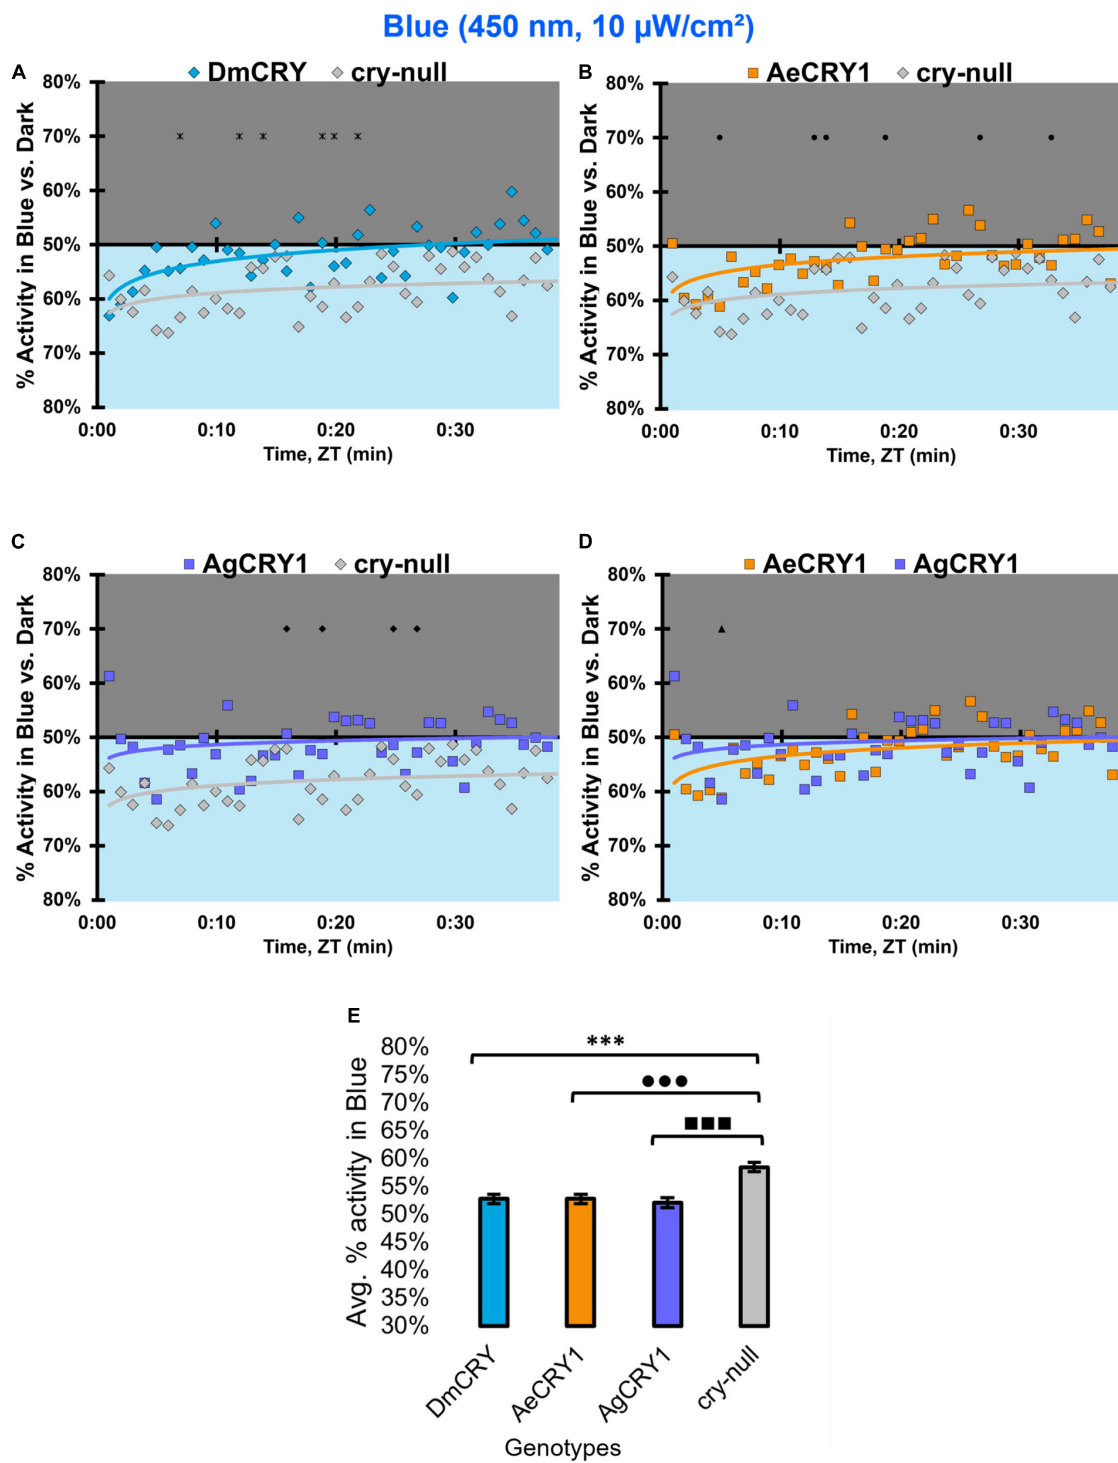 Blue (450 nm, 10 µW/cm²)
A
DmCRY cry-null
% Activity in Blue vs. Dark
80%
70%
60%
50%
60%
70%
80%
0:00 0:10 0:20 0:30
Time, ZT (min)
B
AeCRY1 cry-null
% Activity in Blue vs. Dark
80%
70%
60%
50%
60%
70%
80%
0:00 0:10 0:20 0:30
Time, ZT (min)
C
AgCRY1 cry-null
% Activity in Blue vs. Dark
80%
70%
60%
50%
60%
70%
80%
0:00 0:10 0:20 0:30
Time, ZT (min)
D
AeCRY1 AgCRY1
% Activity in Blue vs. Dark
80%
70%
60%
50%
60%
70%
80%
0:00 0:10 0:20 0:30
Time, ZT (min)
E
Avg. % activity in Blue
80%
75%
70%
65%
60%
55%
50%
45%
40%
35%
30%
***
●●●
■■■
DmCRY AeCRY1 AgCRY1 cry-null
Genotypes